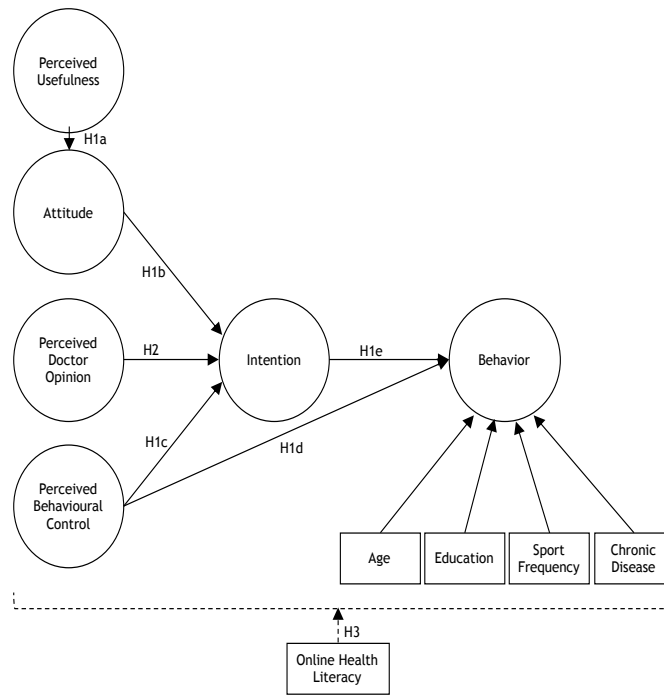 Perceived
Usefulness
H1a
Attitude
H1b
Perceived
Doctor
Opinion
H2
Intention
H1e
Behavior
H1c
H1d
Perceived
Behavioural
Control
Age
Education
Sport
Frequency
Chronic
Disease
H3
Online Health
Literacy